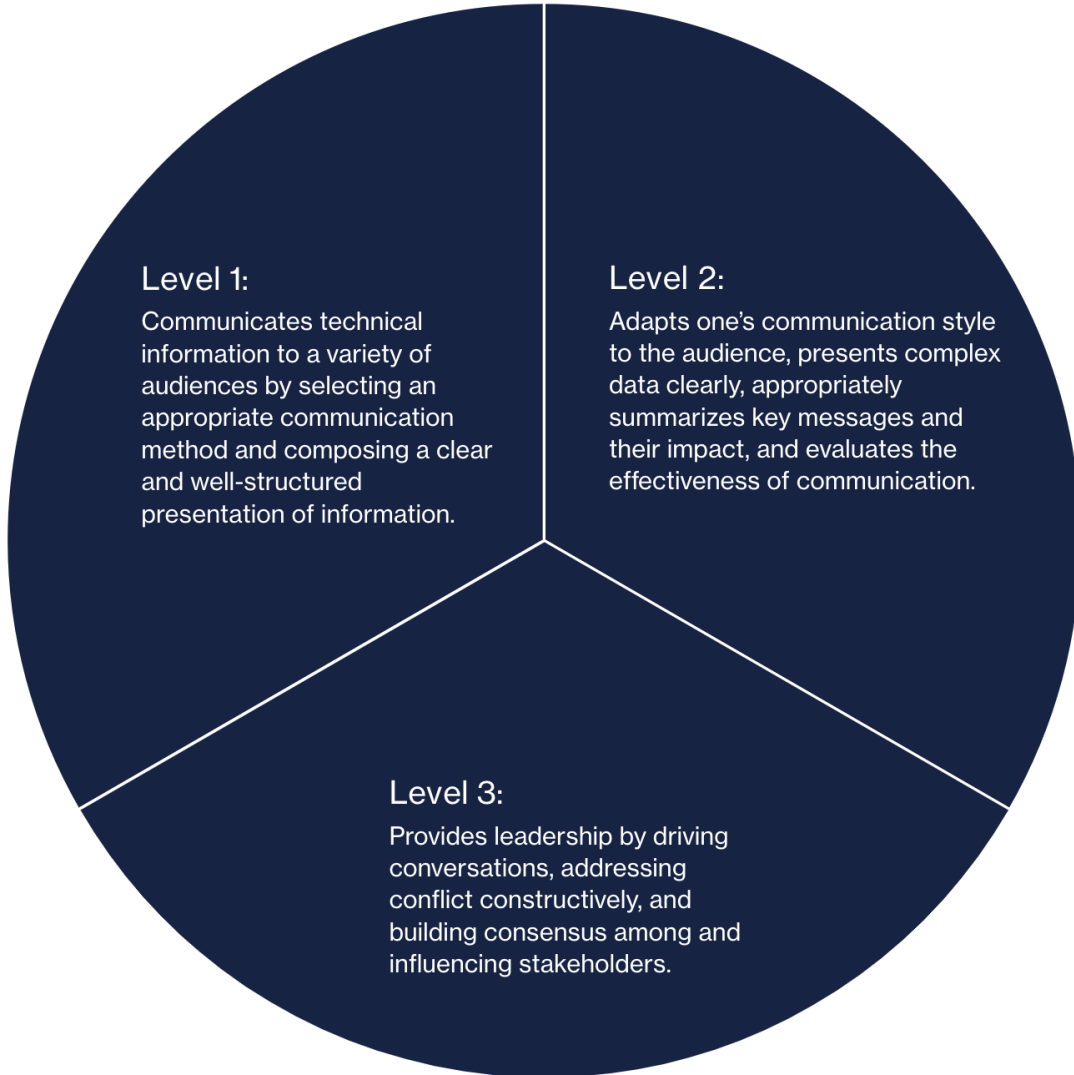 Level 1:
Communicates technical
information to a variety of
audiences by selecting an
appropriate communication
method and composing a clear
and well-structured
presentation of information.
Level 2:
Adapts one’s communication style
to the audience, presents complex
data clearly, appropriately
summarizes key messages and
their impact, and evaluates the
effectiveness of communication.
Level 3:
Provides leadership by driving
conversations, addressing
conflict constructively, and
building consensus among and
influencing stakeholders.